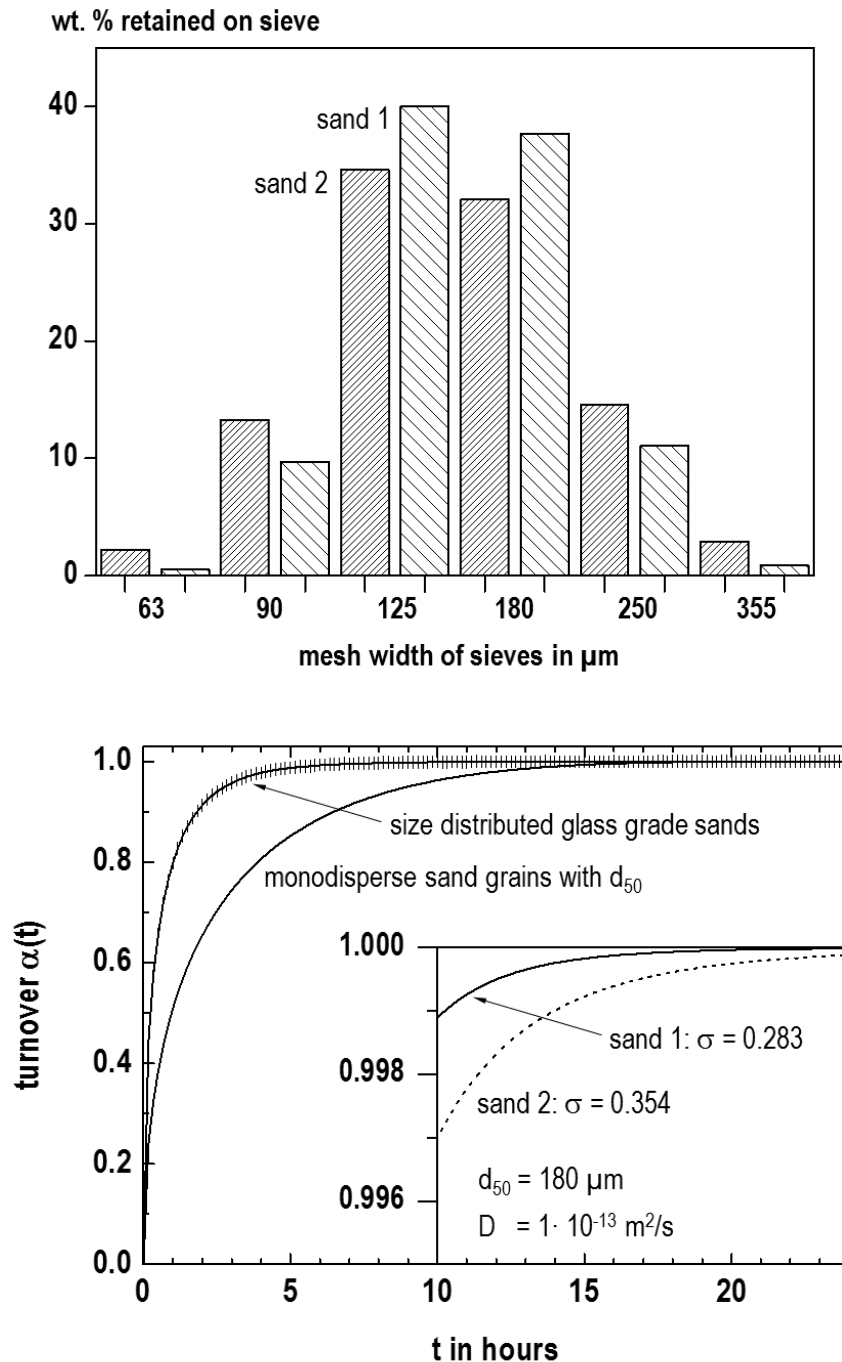 wt. % retained on sieve
40
30
20
10
0
sand 1
sand 2
63 90 125 180 250 355
mesh width of sieves in µm
turnover α(t)
1.0
0.8
0.6
0.4
0.2
0.0
size distributed glass grade sands
monodisperse sand grains with d₅₀
1.000
0.998
0.996
sand 1: σ = 0.283
sand 2: σ = 0.354
d₅₀ = 180 µm
D = 1· 10⁻¹³ m²/s
0 5 10 15 20
t in hours